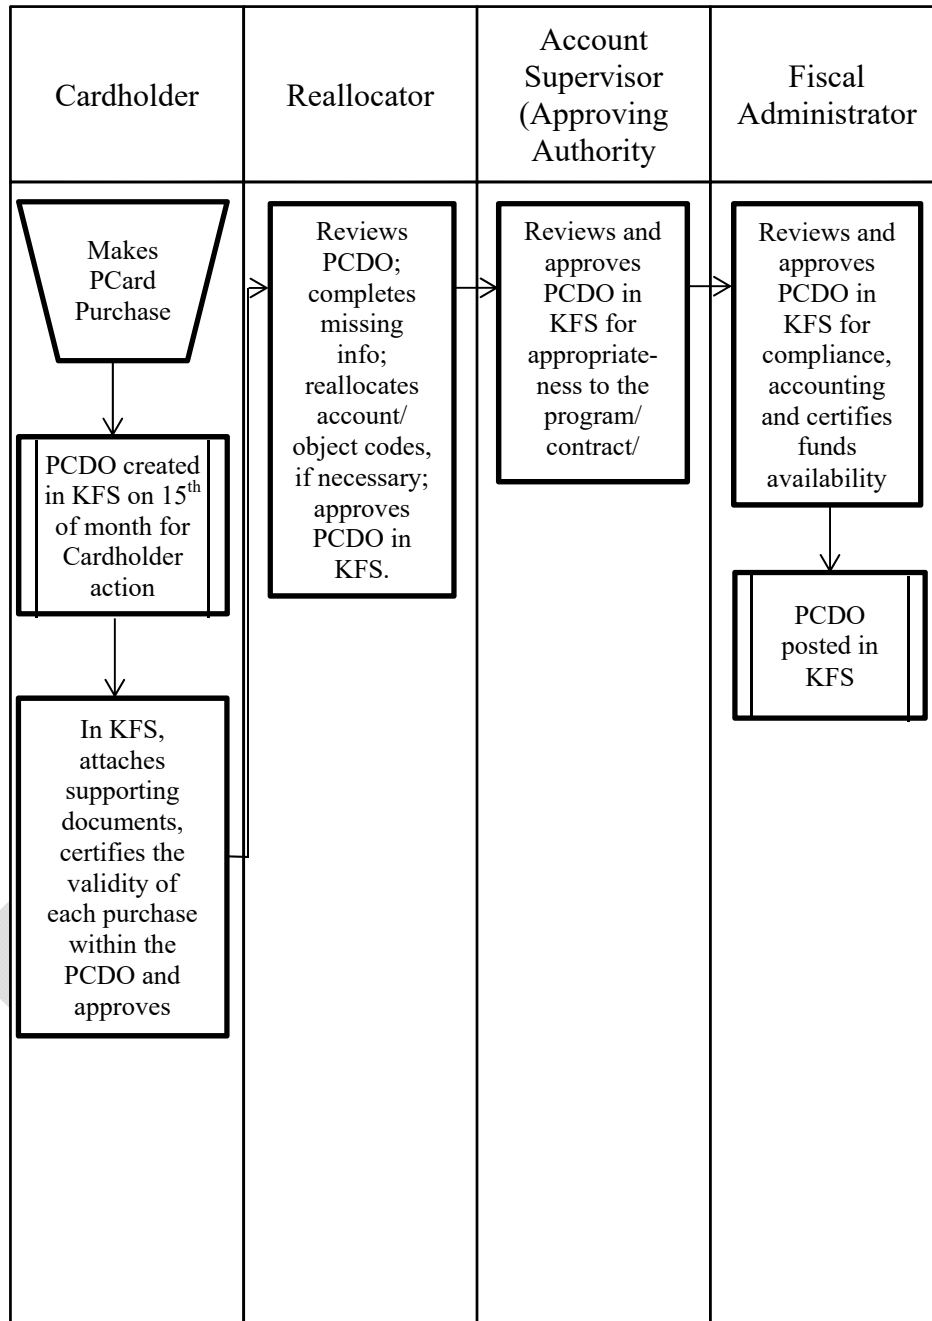 Cardholder
Reallocator
Account
Supervisor
(Approving
Authority
Fiscal
Administrator
Makes
PCard
Purchase
PCDO created
in KFS on 15th
of month for
Cardholder
action
In KFS,
attaches
supporting
documents,
certifies the
validity of
each purchase
within the
PCDO and
approves
Reviews
PCDO;
completes
missing
info;
reallocates
account/
object codes,
if necessary;
approves
PCDO in
KFS.
Reviews and
approves
PCDO in
KFS for
appropriate-
ness to the
program/
contract/
Reviews and
approves
PCDO in
KFS for
compliance,
accounting
and certifies
funds
availability
PCDO
posted in
KFS